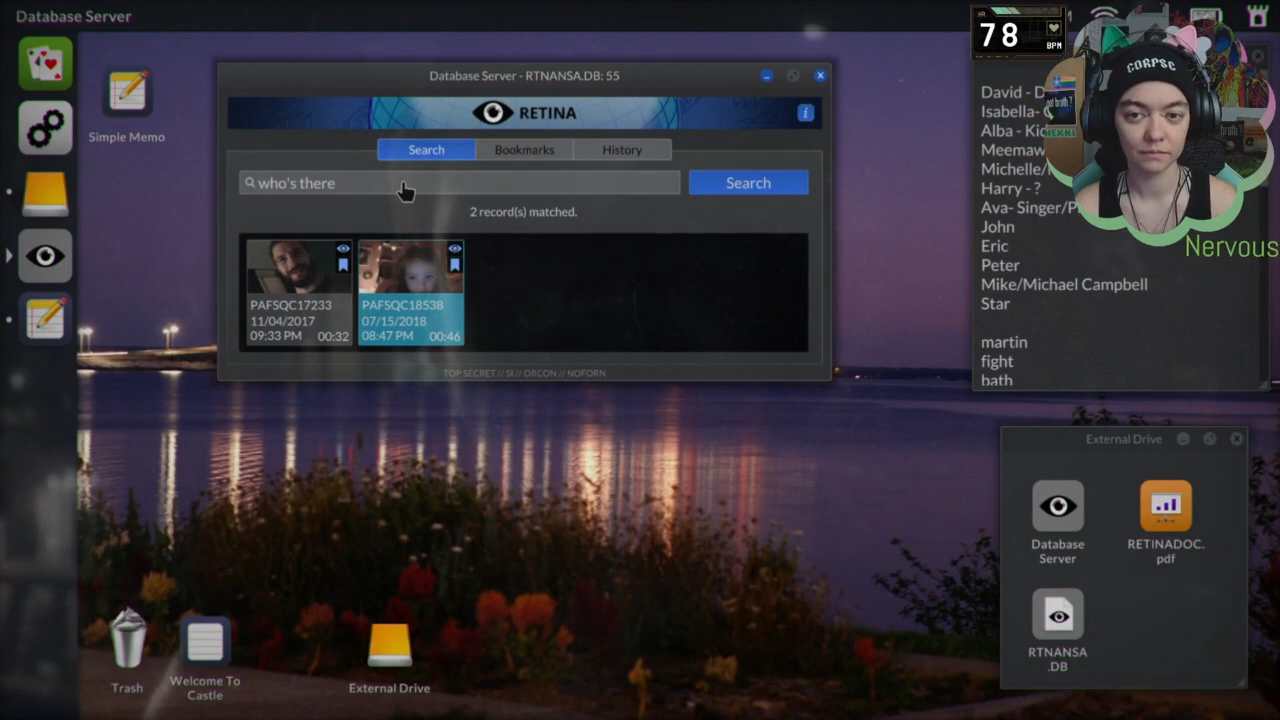 Database Server
Simple Memo
Database Server - RTNANSA.DB: 55
RETINA
Search
Bookmarks
History
who's there
Search
2 record(s) matched.
PAFSQC17233
11/04/2017
09:33 PM 00:32
PAFSQC18538
07/15/2018
08:47 PM 00:46
TOP SECRET // SI // ORCON // NOFORN
HR
78
BPM
CORPSC
Nervous
David - D
Isabella- 
Alba - Kid
Meemaw
Michelle/
Harry - ?
Ava- Singer/P
John
Eric
Peter
Mike/Michael Campbell
Star
martin
fight
bath
External Drive
Database
Server
RETINADOC.
pdf
RTNANSA
.DB
Trash
Welcome To
Castle
External Drive